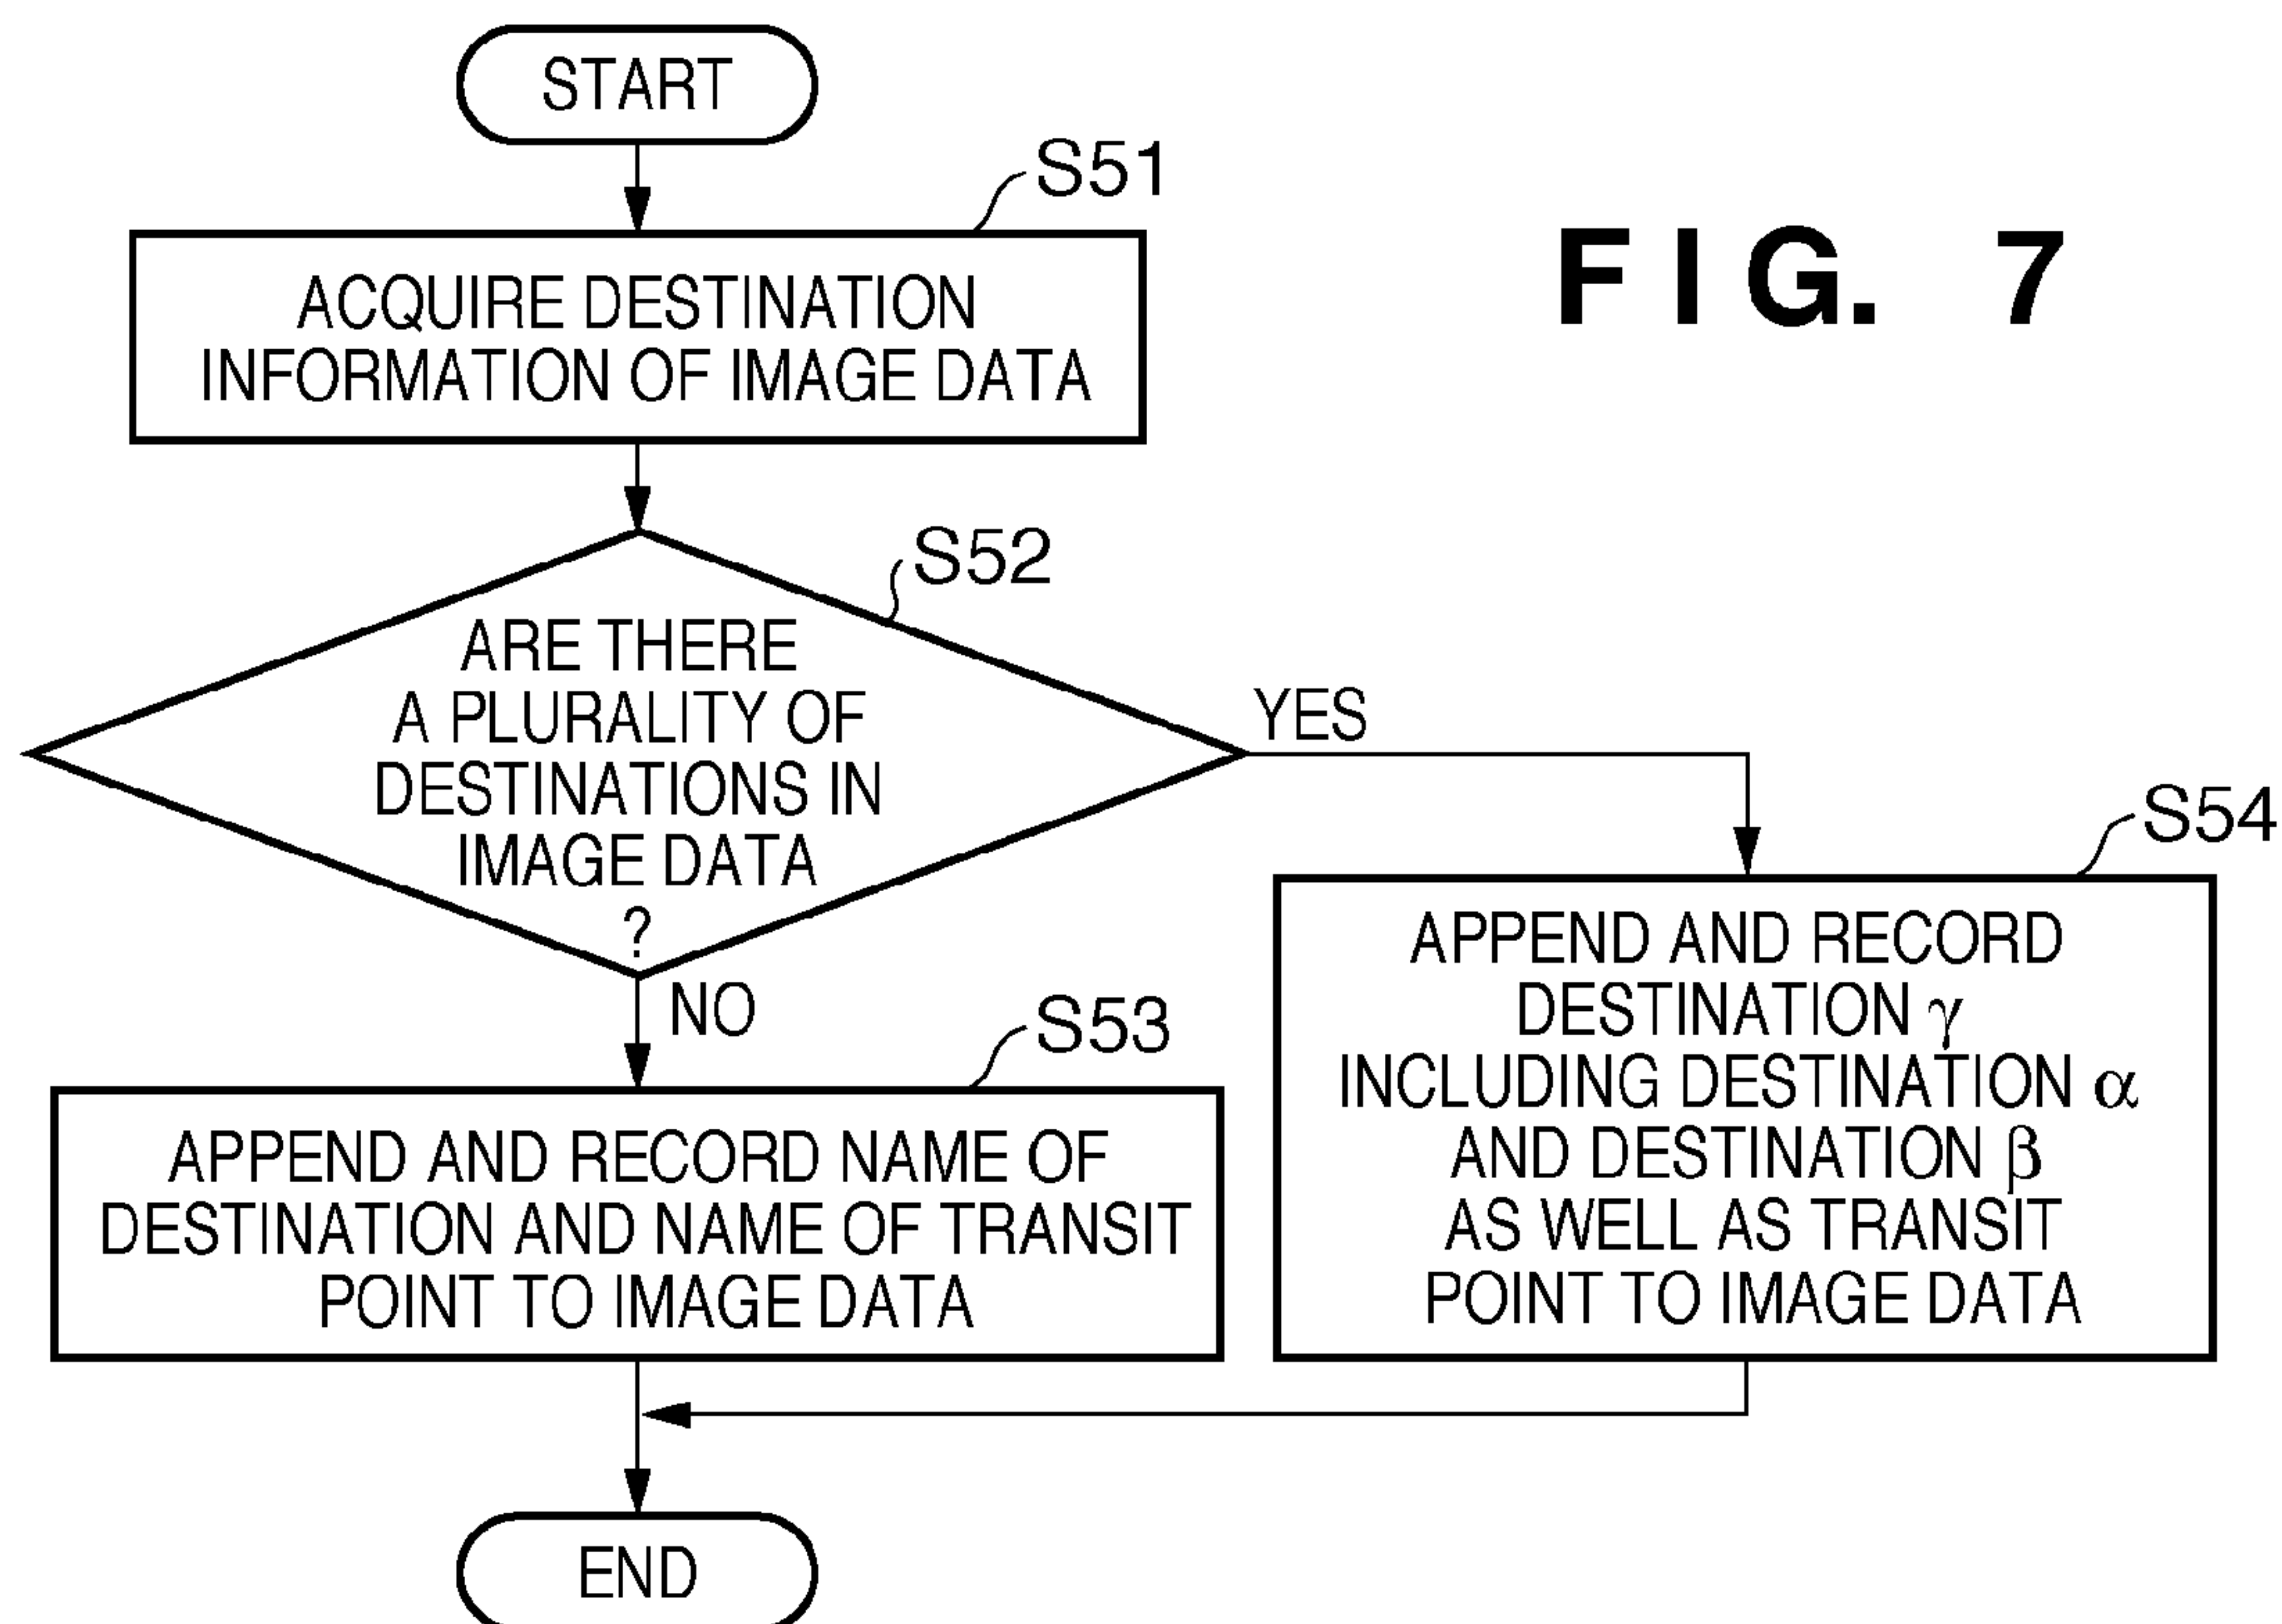 START
S51
FIG. 7
ACQUIRE DESTINATION
INFORMATION OF IMAGE DATA
S52
ARE THERE
A PLURALITY OF
DESTINATIONS IN
IMAGE DATA
?
YES
NO
S53
APPEND AND RECORD NAME OF
DESTINATION AND NAME OF TRANSIT
POINT TO IMAGE DATA
S54
APPEND AND RECORD
DESTINATION γ
INCLUDING DESTINATION α
AND DESTINATION β
AS WELL AS TRANSIT
POINT TO IMAGE DATA
END